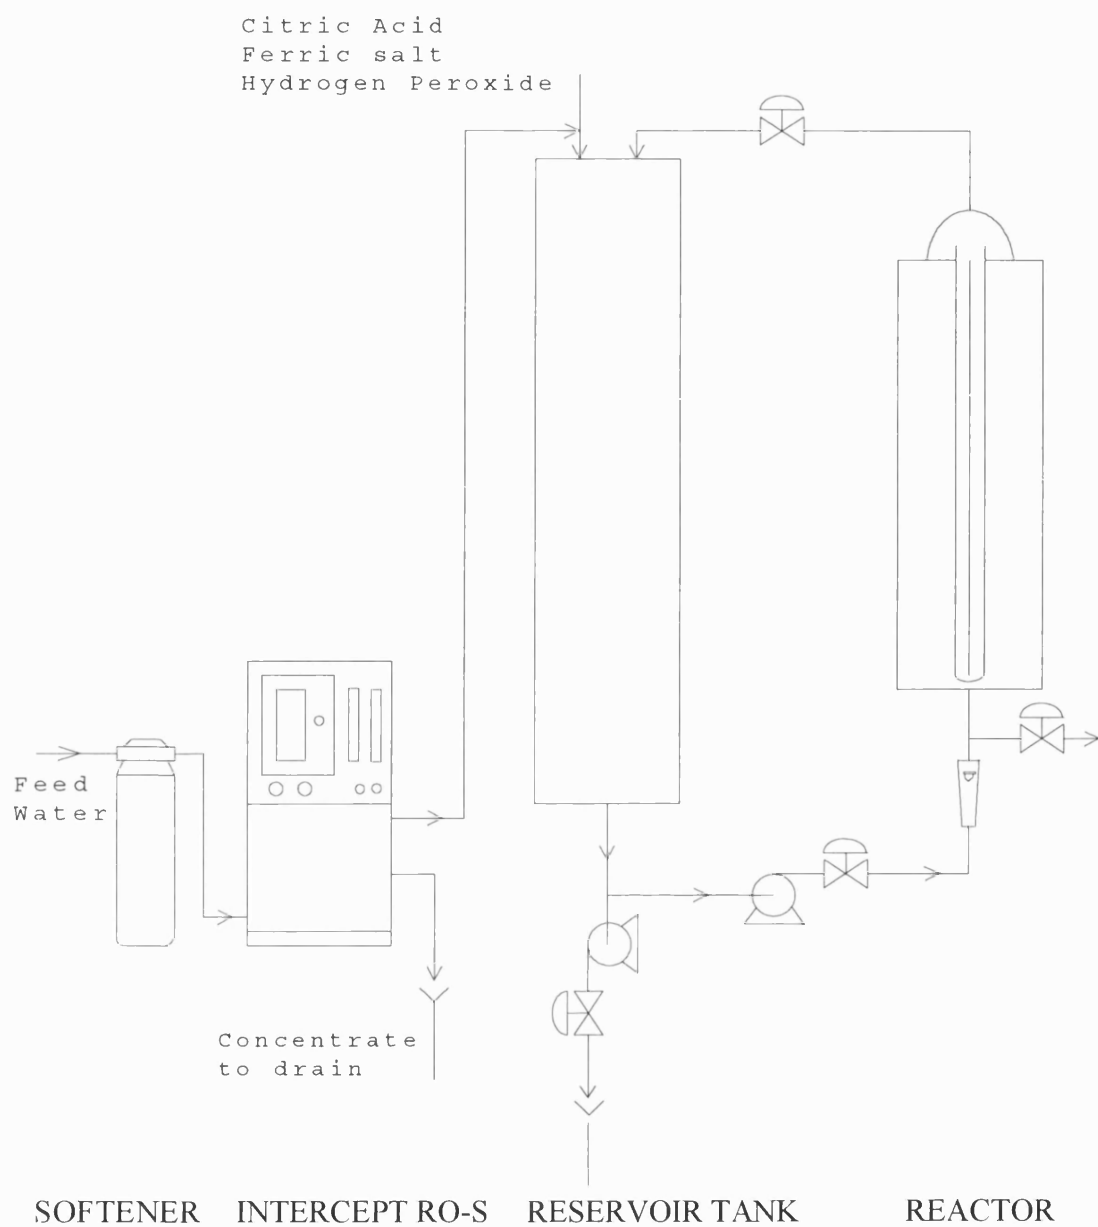 Citric Acid
Ferric salt
Hydrogen Peroxide
Feed
Water
Concentrate
to drain
SOFTENER INTERCEPT RO-S RESERVOIR TANK REACTOR